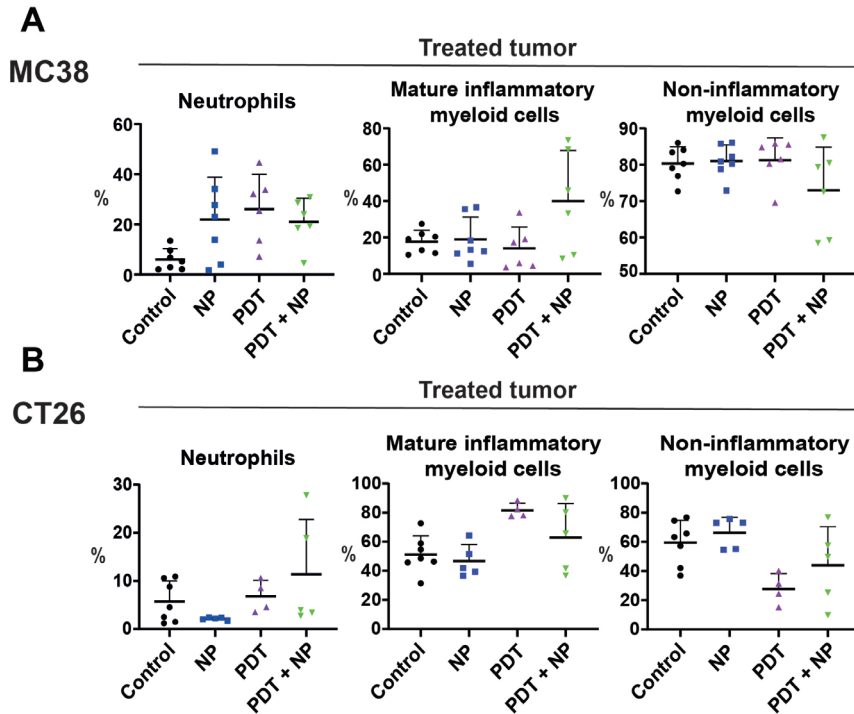 A
MC38
Treated tumor
Neutrophils
Mature inflammatory
myeloid cells
Non-inflammatory
myeloid cells
60
40
20
0
%
Control
NP
PDT
PDT + NP
80
60
40
20
0
%
Control
NP
PDT
PDT + NP
90
80
70
60
50
%
Control
NP
PDT
PDT + NP
B
CT26
Treated tumor
Neutrophils
Mature inflammatory
myeloid cells
Non-inflammatory
myeloid cells
30
20
10
0
%
Control
NP
PDT
PDT + NP
100
80
60
40
20
0
%
Control
NP
PDT
PDT + NP
100
80
60
40
20
0
%
Control
NP
PDT
PDT + NP